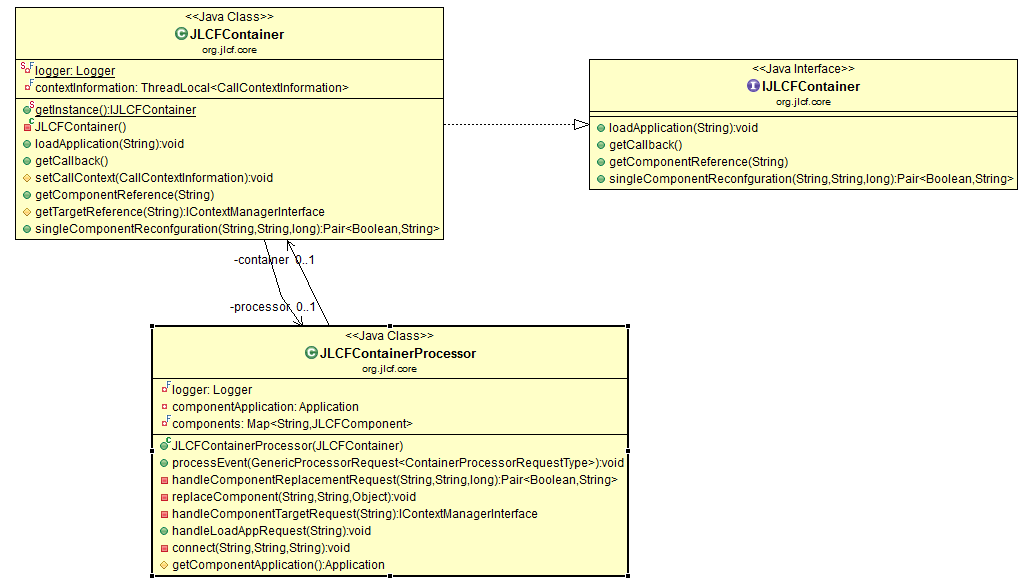 <<Java Class>>
JLCFContainer
org.jlcf.core
logger: Logger
contextInformation: ThreadLocal<CallContextInformation>
getInstance():IJLCFContainer
JLCFContainer()
loadApplication(String):void
getCallback()
setCallContext(CallContextInformation):void
getComponentReference(String)
getTargetReference(String):IContextManagerInterface
singleComponentReconfguration(String,String,long):Pair<Boolean,String>
<<Java Interface>>
IJLCFContainer
org.jlcf.core
loadApplication(String):void
getCallback()
getComponentReference(String)
singleComponentReconfguration(String,String,long):Pair<Boolean,String>
-container 0..1
-processor 0..1
<<Java Class>>
JLCFContainerProcessor
org.jlcf.core
logger: Logger
componentApplication: Application
components: Map<String,JLCFComponent>
JLCFContainerProcessor(JLCFContainer)
processEvent(GenericProcessorRequest<ContainerProcessorRequestType>):void
handleComponentReplacementRequest(String,String,long):Pair<Boolean,String>
replaceComponent(String,String,Object):void
handleComponentTargetRequest(String):IContextManagerInterface
handleLoadAppRequest(String):void
connect(String,String,String):void
getComponentApplication():Application